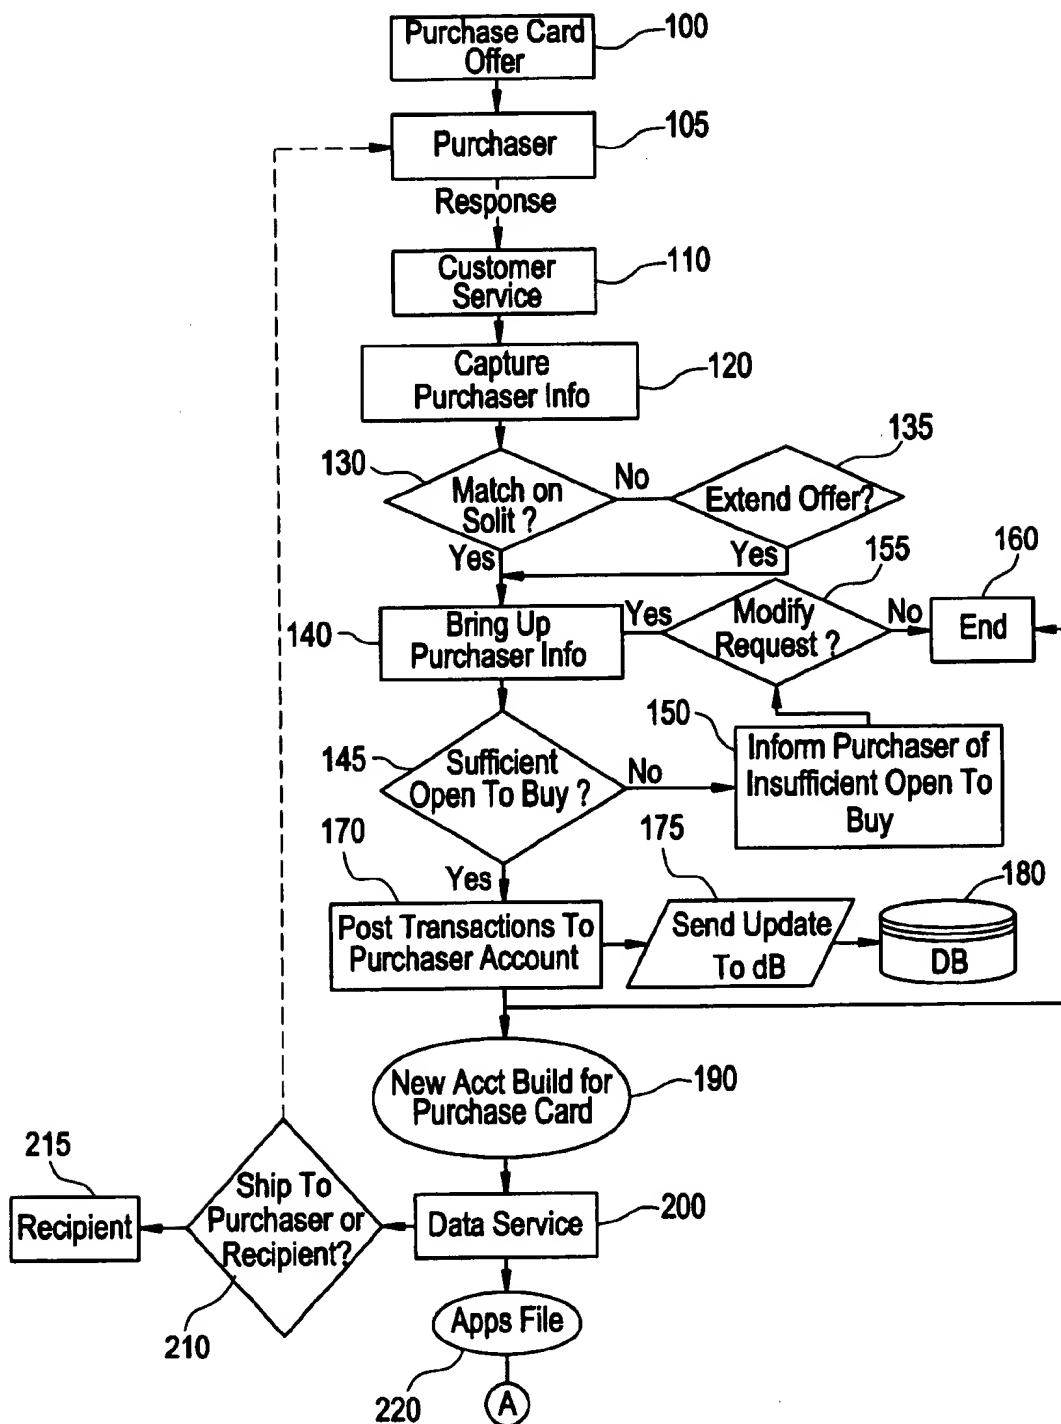 Purchase Card
Offer
100
Purchaser
105
Response
Customer
Service
110
Capture
Purchaser Info
120
130
Match on
Solit ?
No
Extend Offer?
135
Yes
Yes
140
Bring Up
Purchaser Info
Yes
Modify
Request ?
155
No
End
160
145
Sufficient
Open To Buy ?
No
150
Inform Purchaser of
Insufficient Open To
Buy
Yes
170
Post Transactions To
Purchaser Account
175
Send Update
To dB
180
DB
New Acct Build for
Purchase Card
190
215
Recipient
Ship To
Purchaser or
Recipient?
210
Data Service
200
Apps File
220
A